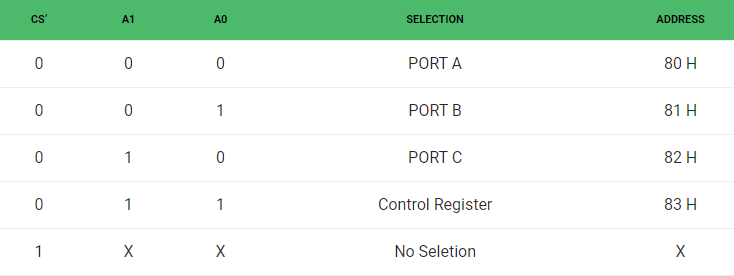 CS' A1 A0 SELECTION ADDRESS
0 0 0 PORT A 80 H
0 0 1 PORT B 81 H
0 1 0 PORT C 82 H
0 1 1 Control Register 83 H
1 X X No Seletion X